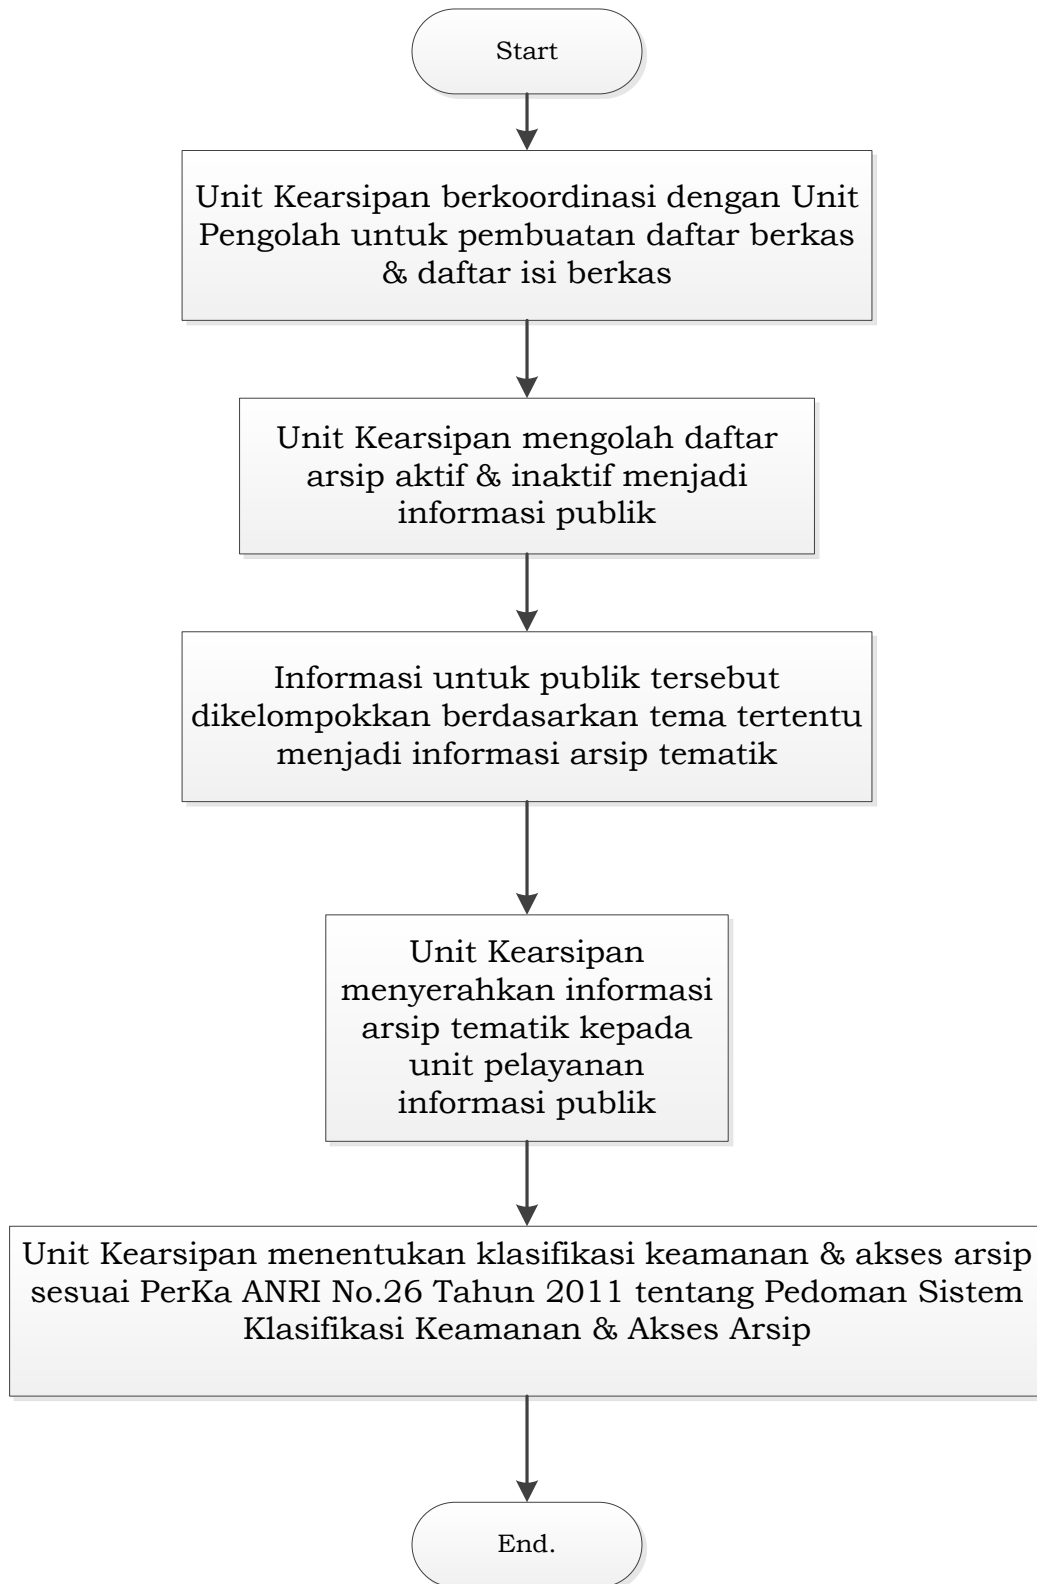 Start
Unit Kearsipan berkoordinasi dengan Unit
Pengolah untuk pembuatan daftar berkas
& daftar isi berkas
Unit Kearsipan mengolah daftar
arsip aktif & inaktif menjadi
informasi publik
Informasi untuk publik tersebut
dikelompokkan berdasarkan tema tertentu
menjadi informasi arsip tematik
Unit Kearsipan
menyerahkan informasi
arsip tematik kepada
unit pelayanan
informasi publik
Unit Kearsipan menentukan klasifikasi keamanan & akses arsip
sesuai PerKa ANRI No.26 Tahun 2011 tentang Pedoman Sistem
Klasifikasi Keamanan & Akses Arsip
End.